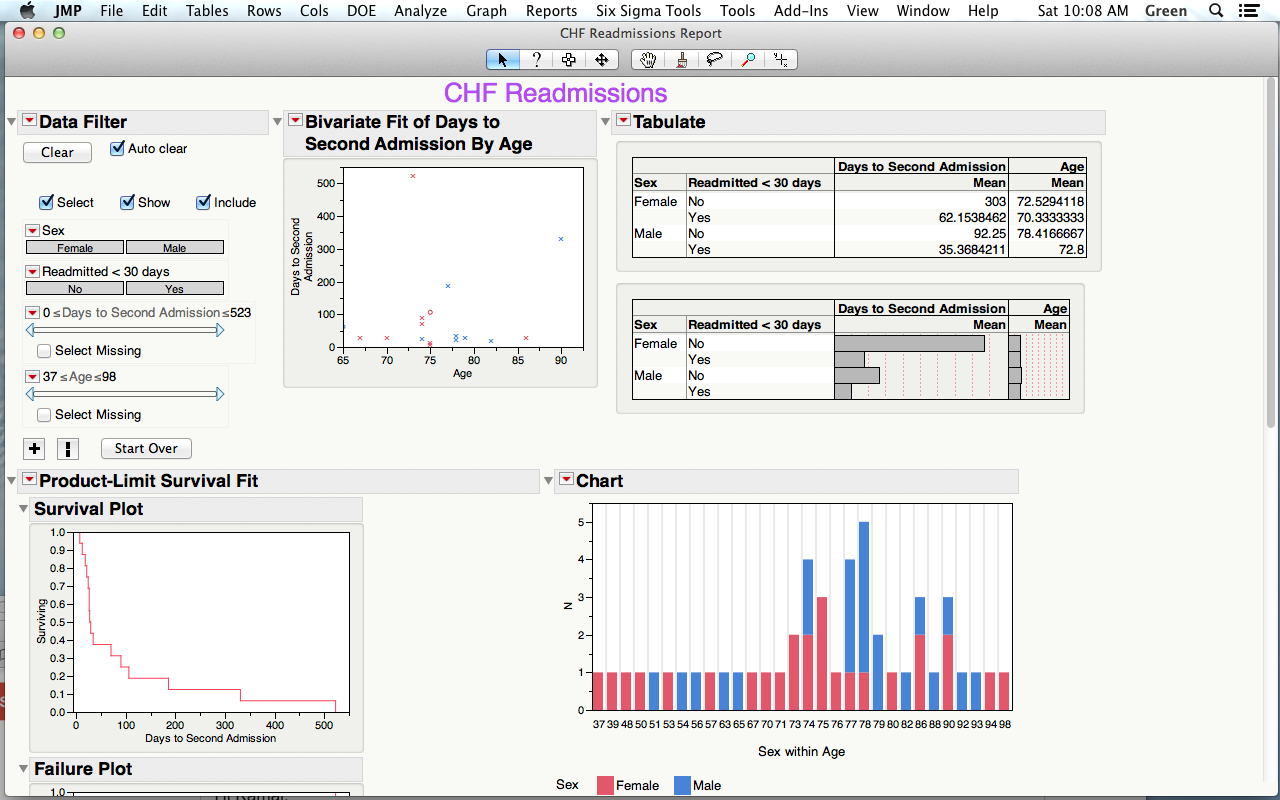 JMP File Edit Tables Rows Cols DOE Analyze Graph Reports Six Sigma Tools Tools Add-Ins View Window Help Sat 10:08 AM Green
CHF Readmissions Report
?
CHF Readmissions
Data Filter
Clear
Auto clear
Select Show Include
Sex
Female Male
Readmitted < 30 days
No Yes
0 ≤ Days to Second Admission ≤ 523
Select Missing
37 ≤ Age ≤ 98
Select Missing
Start Over
Bivariate Fit of Days to
Second Admission By Age
Days to Second
Admission
500
400
300
200
100
0
65 70 75 80 85 90
Age
Tabulate
Days to Second Admission Age
Sex Readmitted < 30 days Mean Mean
Female No 303 72.5294118
Yes 62.1538462 70.3333333
Male No 92.25 78.4166667
Yes 35.3684211 72.8
Days to Second Admission Age
Sex Readmitted < 30 days Mean Mean
Female No
Yes
Male No
Yes
Product-Limit Survival Fit
Survival Plot
Surviving
1.0
0.9
0.8
0.7
0.6
0.5
0.4
0.3
0.2
0.1
0.0
0 100 200 300 400 500
Days to Second Admission
Failure Plot
1.0
Chart
N
5
4
3
2
1
0
37 39 48 50 51 53 54 56 57 63 65 67 70 71 73 74 75 76 77 78 79 80 82 86 88 90 92 93 94 98
Sex within Age
Sex Female Male